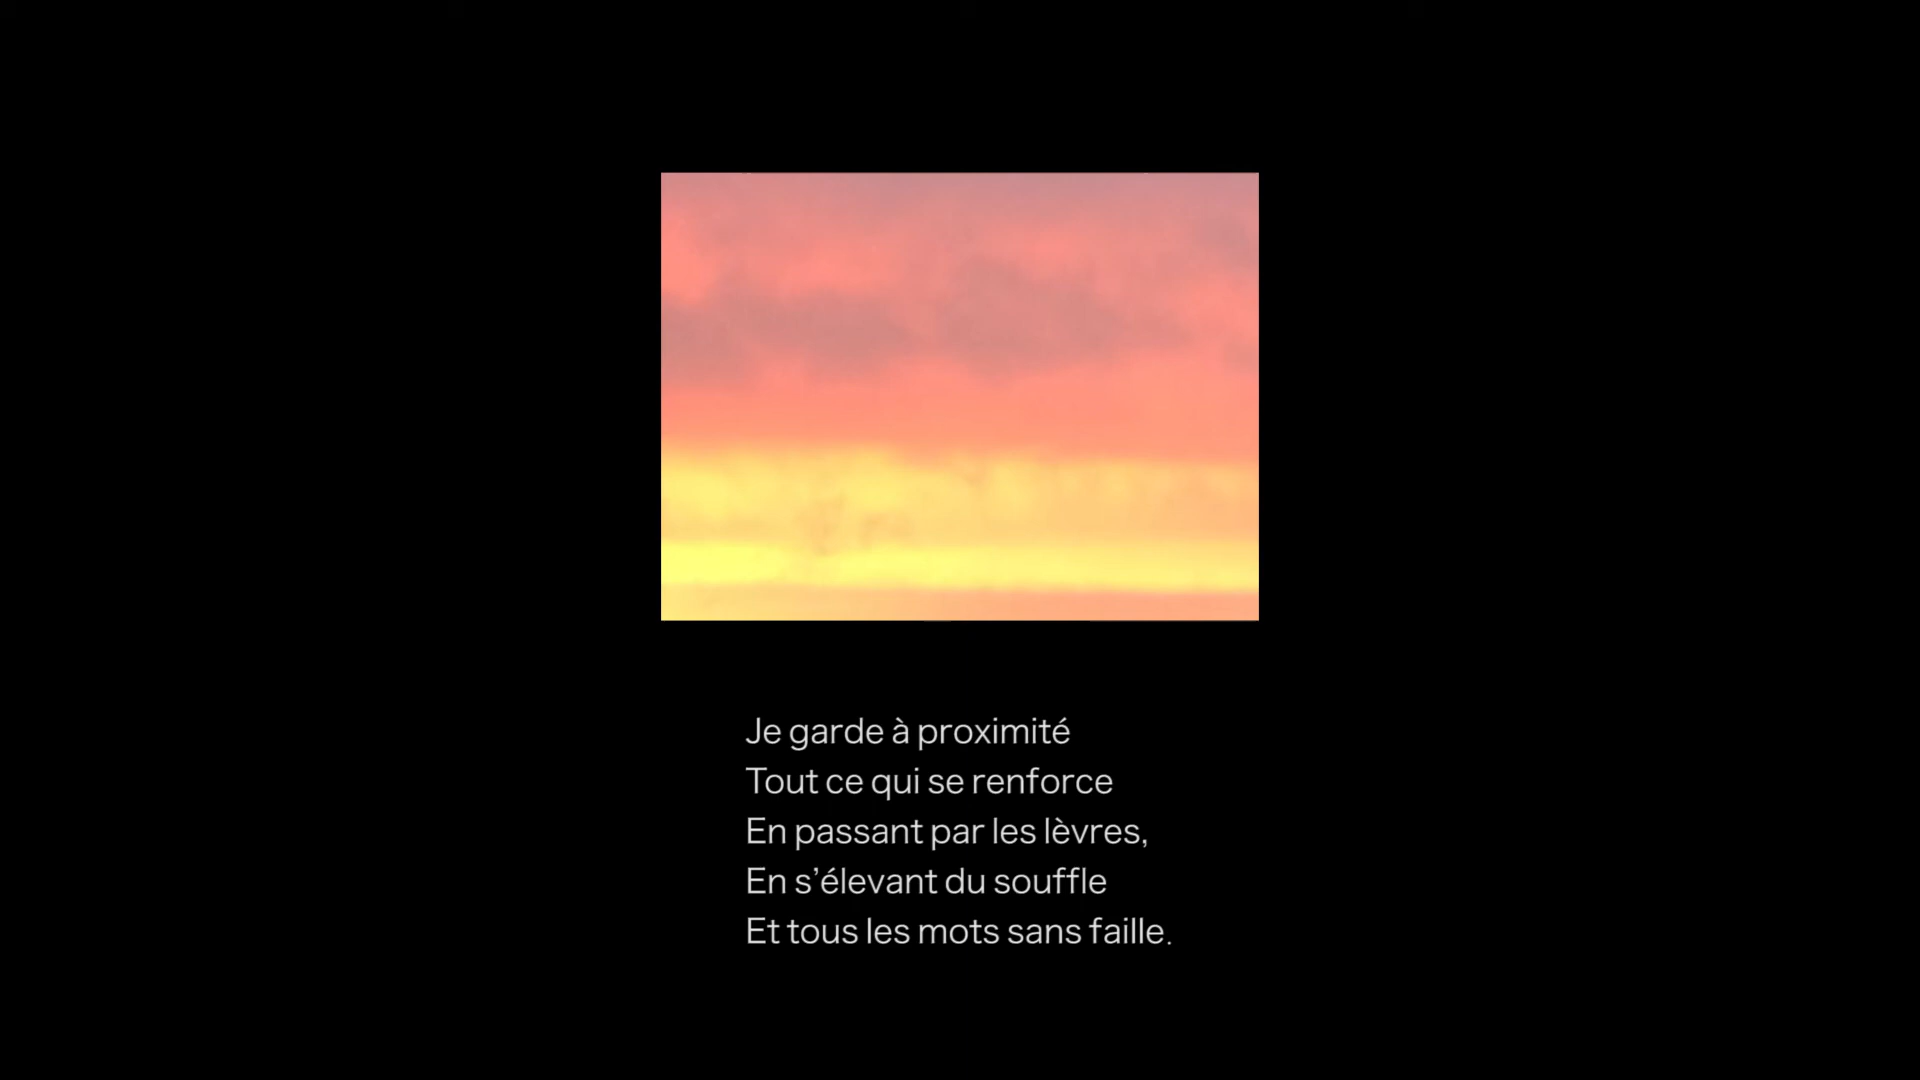 Je garde à proximité
Tout ce qui se renforce
En passant par les lèvres,
En s’élevant du souffle
Et tous les mots sans faille.